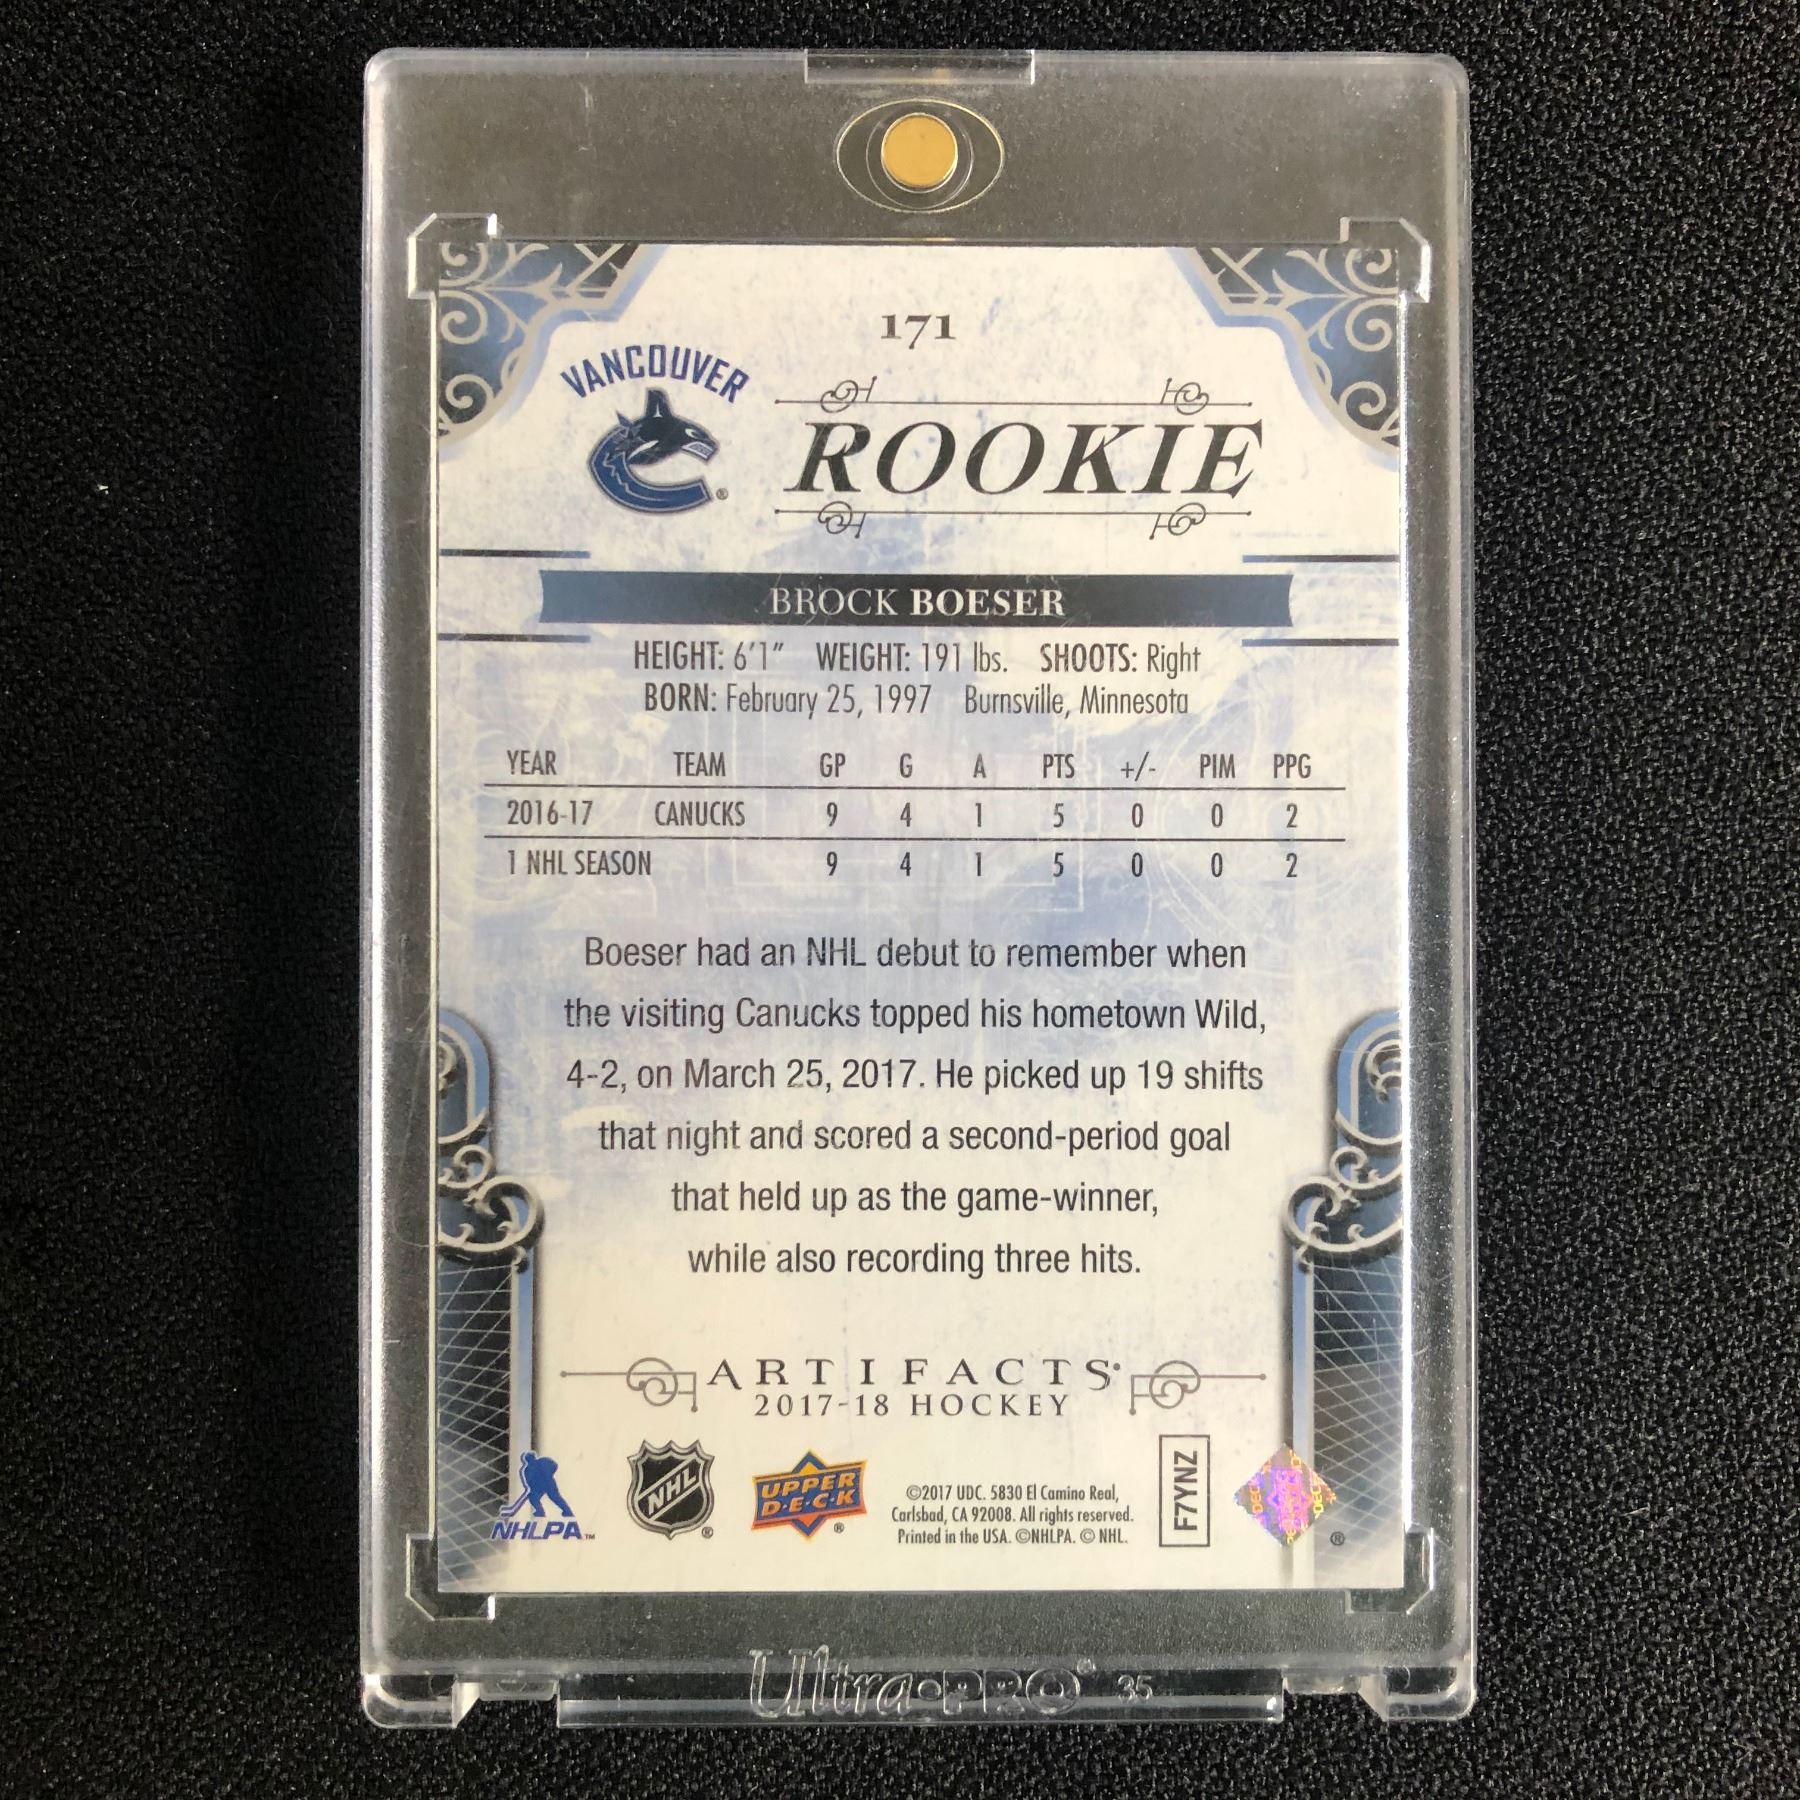 171
VANCOUVER
®
ROOKIE
BROCK BOESER
HEIGHT: 6'1" WEIGHT: 191 lbs. SHOOTS: Right
BORN: February 25, 1997 Burnsville, Minnesota
YEAR TEAM GP G A PTS +/- PIM PPG
2016-17 CANUCKS 9 4 1 5 0 0 2
1 NHL SEASON 9 4 1 5 0 0 2
Boeser had an NHL debut to remember when
the visiting Canucks topped his hometown Wild,
4-2, on March 25, 2017. He picked up 19 shifts
that night and scored a second-period goal
that held up as the game-winner,
while also recording three hits.
ARTIFACTS
2017-18 HOCKEY
NHLPA™
NHL ®
UPPER
D·E·C·K ®
©2017 UDC. 5830 El Camino Real,
Carlsbad, CA 92008. All rights reserved.
Printed in the USA. ©NHLPA. © NHL.
F7YNZ
®
Ultra·PRO® 35